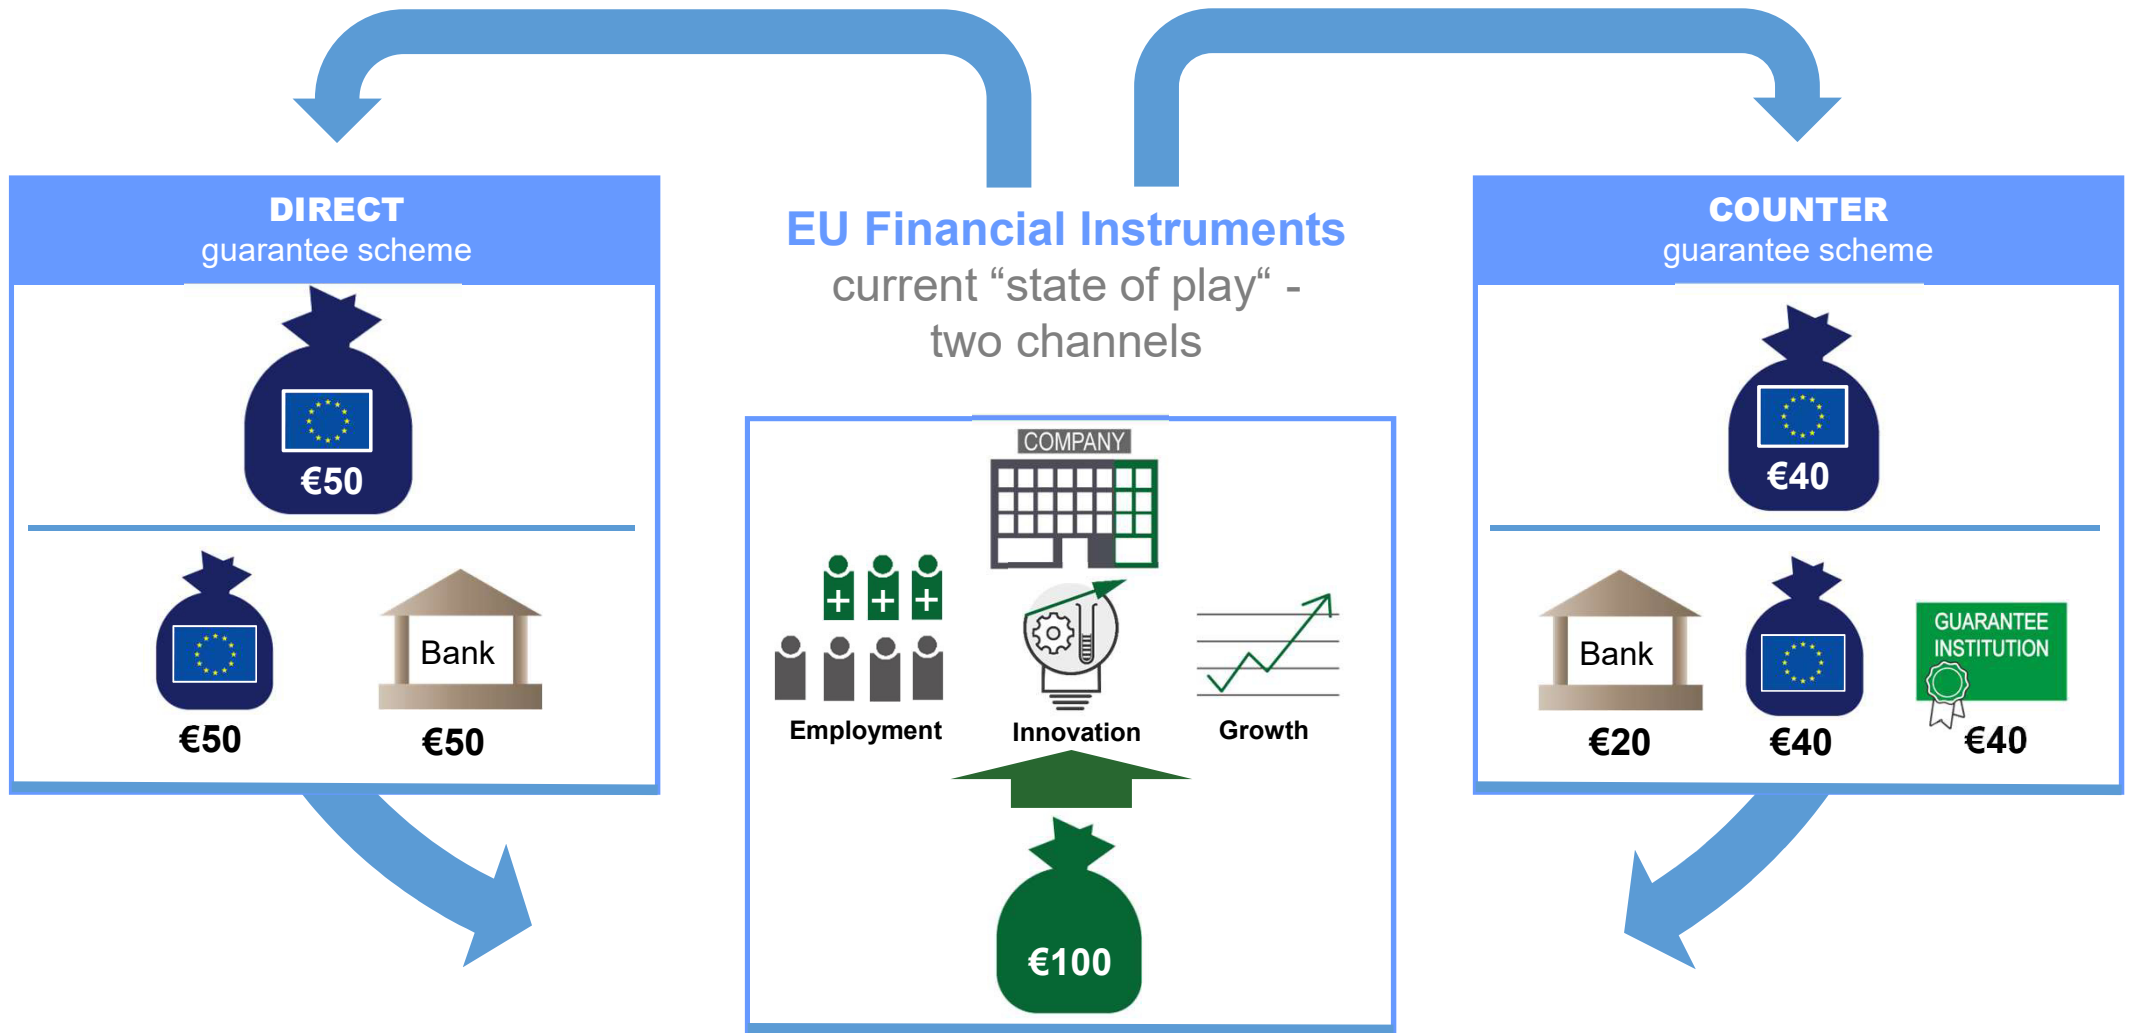 DIRECT
guarantee scheme
€50
€50
Bank
€50
EU Financial Instruments
current “state of play“ -
two channels
COMPANY
Employment
Innovation
Growth
€100
COUNTER
guarantee scheme
€40
Bank
€20
€40
GUARANTEE
INSTITUTION
€40